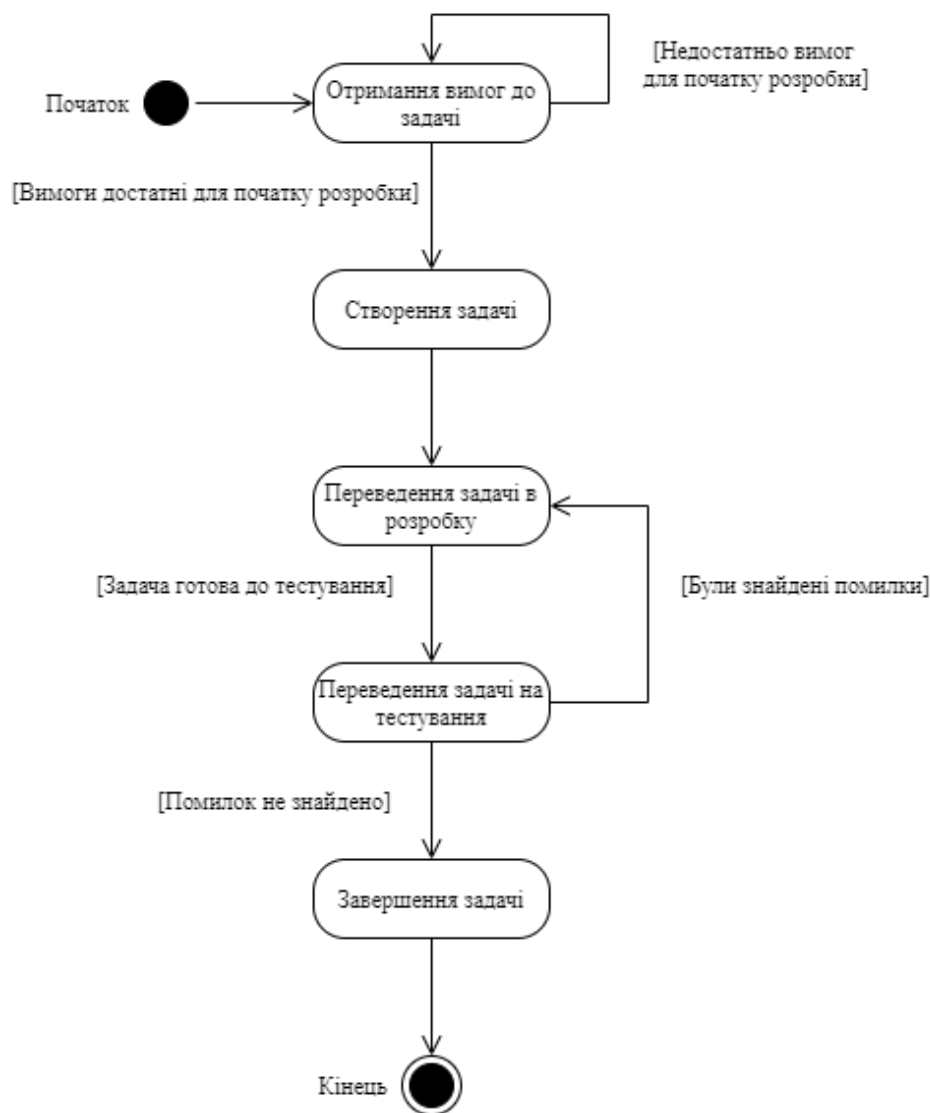 [Недостатньо вимог
для початку розробки]
Початок
Отримання вимог до
задачі
[Вимоги достатні для початку розробки]
Створення задачі
Переведення задачі в
розробку
[Задача готова до тестування]
[Були знайдені помилки]
Переведення задачі на
тестування
[Помилок не знайдено]
Завершення задачі
Кінець